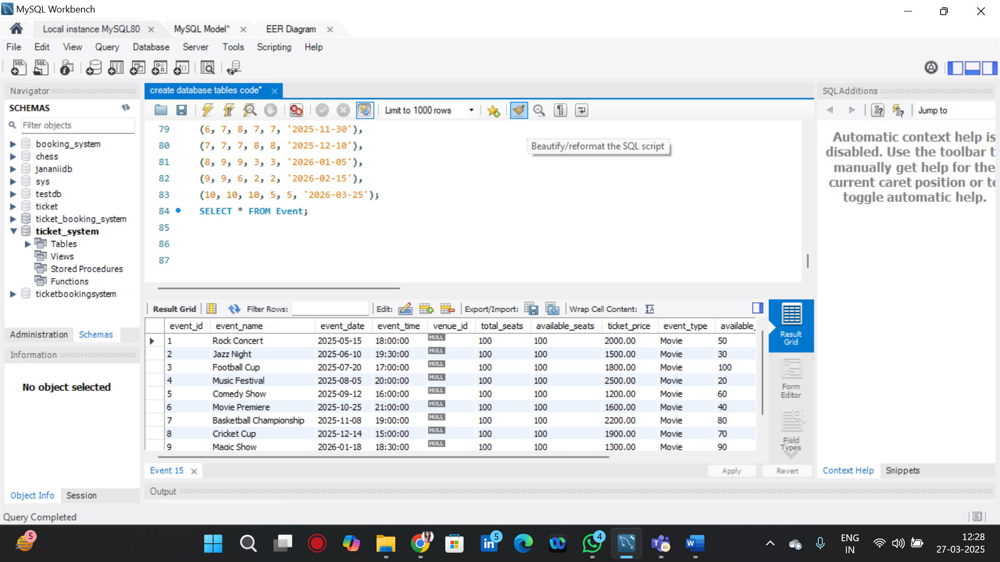 MySQL Workbench
Local instance MySQL80
MySQL Model*
EER Diagram
File Edit View Query Database Server Tools Scripting Help
Navigator
SCHEMAS
Filter objects
booking_system
chess
jananiidb
sys
testdb
ticket
ticket_booking_system
ticket_system
Tables
Views
Stored Procedures
Functions
ticketbookingsystem
Administration Schemas
Information
No object selected
Object Info Session
Query Completed
create database tables code*
Limit to 1000 rows
79 (6, 7, 8, 7, 7, '2025-11-30'),
80 (7, 7, 7, 8, 8, '2025-12-10'),
81 (8, 9, 9, 3, 3, '2026-01-05'),
82 (9, 9, 6, 2, 2, '2026-02-15'),
83 (10, 10, 10, 5, 5, '2026-03-25');
84 SELECT * FROM Event;
85
86
87
Beautify/reformat the SQL script
Result Grid Filter Rows: Edit: Export/Import: Wrap Cell Content:
event_id event_name event_date event_time venue_id total_seats available_seats ticket_price event_type available_
1 Rock Concert 2025-05-15 18:00:00 NULL 100 100 2000.00 Movie 50
2 Jazz Night 2025-06-10 19:30:00 NULL 100 100 1500.00 Movie 30
3 Football Cup 2025-07-20 17:00:00 NULL 100 100 1800.00 Movie 100
4 Music Festival 2025-08-05 20:00:00 NULL 100 100 2500.00 Movie 20
5 Comedy Show 2025-09-12 16:00:00 NULL 100 100 1200.00 Movie 60
6 Movie Premiere 2025-10-25 21:00:00 NULL 100 100 1600.00 Movie 40
7 Basketball Championship 2025-11-08 19:00:00 NULL 100 100 2200.00 Movie 80
8 Cricket Cup 2025-12-14 15:00:00 NULL 100 100 1900.00 Movie 70
9 Magic Show 2026-01-18 18:30:00 NULL 100 100 1300.00 Movie 90
Result
Grid
Form
Editor
Field
Types
Event 15
Apply Revert
Output
SQLAdditions
Jump to
Automatic context help is
disabled. Use the toolbar t
manually get help for the
current caret position or to
toggle automatic help.
Context Help Snippets
5
5
4
ENG
IN
12:28
27-03-2025